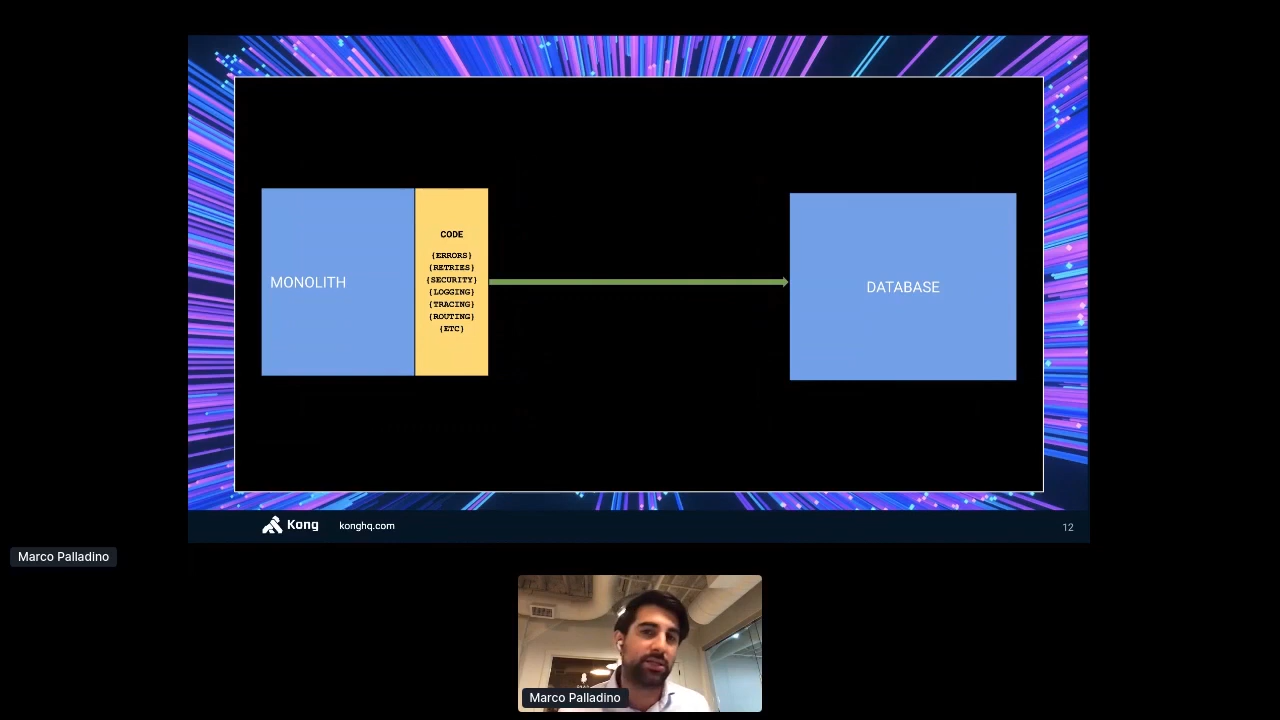 MONOLITH
CODE
{ERRORS}
{RETRIES}
{SECURITY}
{LOGGING}
{TRACING}
{ROUTING}
{ETC}
DATABASE
Kong
konghq.com
12
Marco Palladino
Marco Palladino